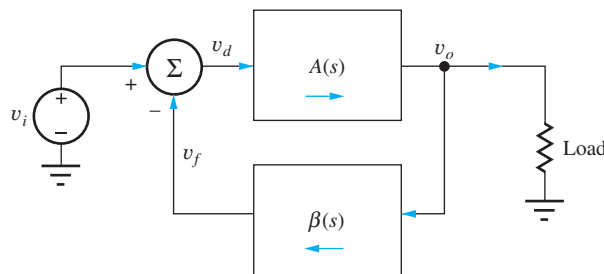 v_d
v_o
Σ
A(s)
+
−
+
−
v_i
Load
v_f
β(s)